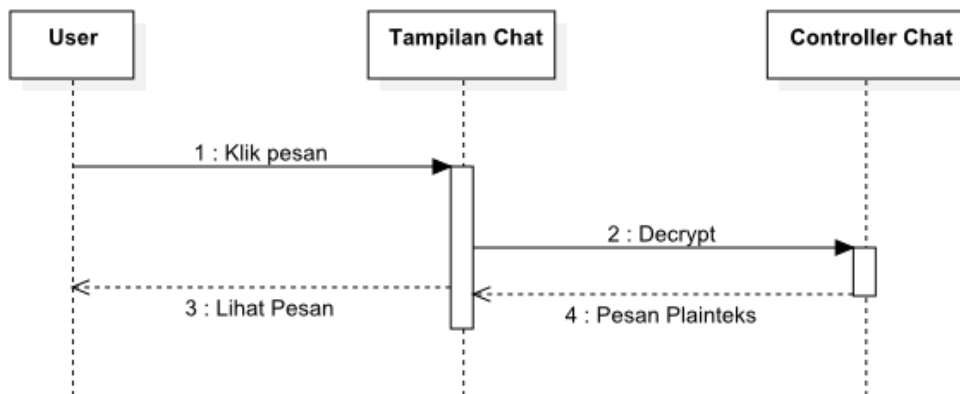 User
Tampilan Chat
Controller Chat
1 : Klik pesan
2 : Decrypt
3 : Lihat Pesan
4 : Pesan Plainteks